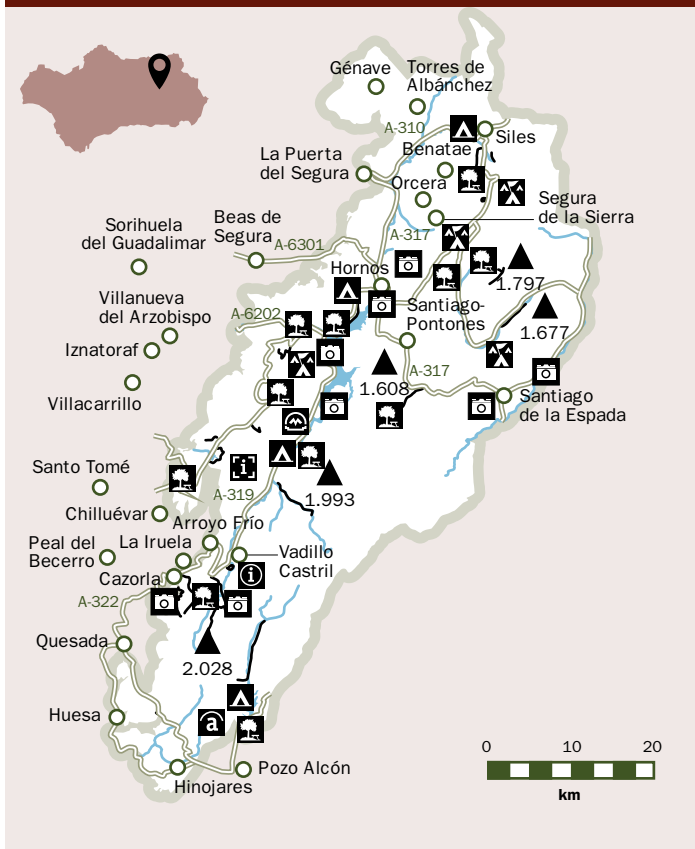 Génave
Torres de
Albánchez
A-310
Siles
Benatae
La Puerta
del Segura
Orcera
Segura
de la Sierra
Sorihuela
del Guadalimar
Beas de
Segura
A-6301
A-317
Hornos
1.797
Villanueva
del Arzobispo
A-6202
Santiago-
Pontones
1.677
Iznatoraf
A-317
1.608
Villacarrillo
Santiago
de la Espada
Santo Tomé
i
A-319
1.993
Chilluévar
Arroyo Frío
Peal del
Becerro
La Iruela
Vadillo
Castril
Cazorla
i
A-322
Quesada
2.028
Huesa
a
Pozo Alcón
Hinojares
0 10 20
km